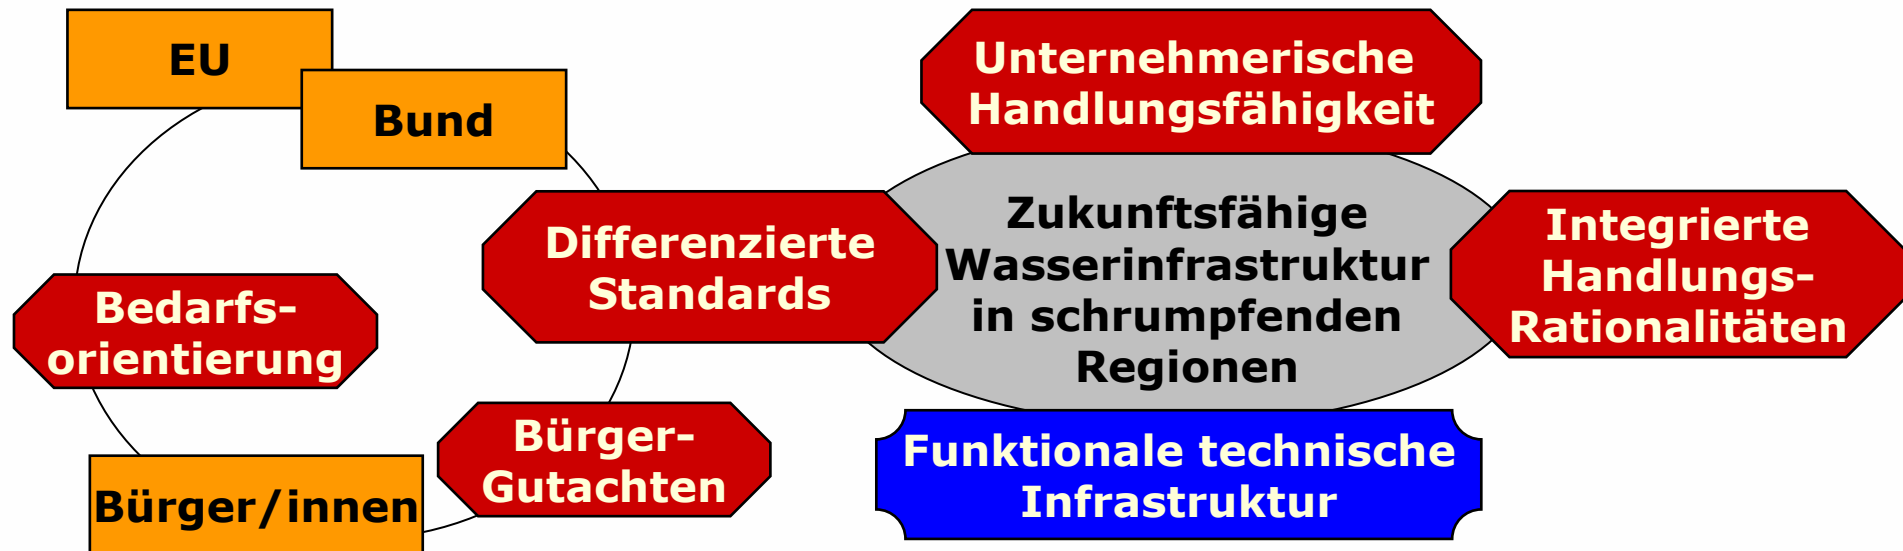 EU
Bund
Bedarfs-
orientierung
Bürger/innen
Bürger-
Gutachten
Differenzierte
Standards
Unternehmerische
Handlungsfähigkeit
Zukunftsfähige
Wasserinfrastruktur
in schrumpfenden
Regionen
Integrierte
Handlungs-
Rationalitäten
Funktionale technische
Infrastruktur